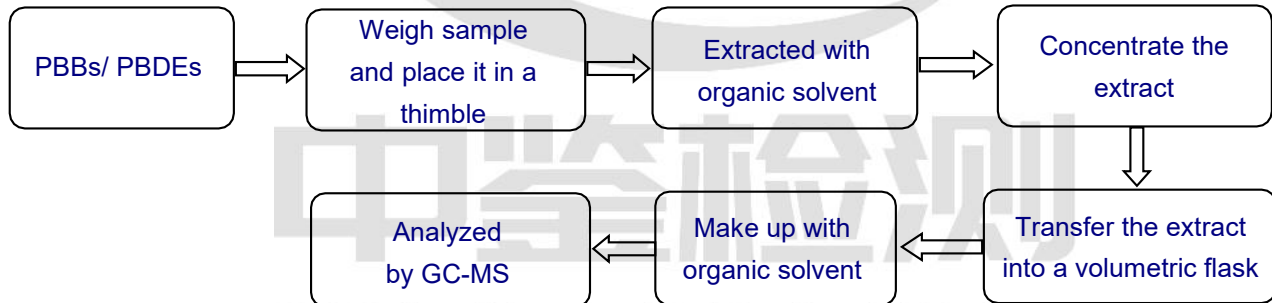 PBBs/ PBDEs
Weigh sample
and place it in a
thimble
Extracted with
organic solvent
Concentrate the
extract
Transfer the extract
into a volumetric flask
Make up with
organic solvent
Analyzed
by GC-MS
中鉴检测